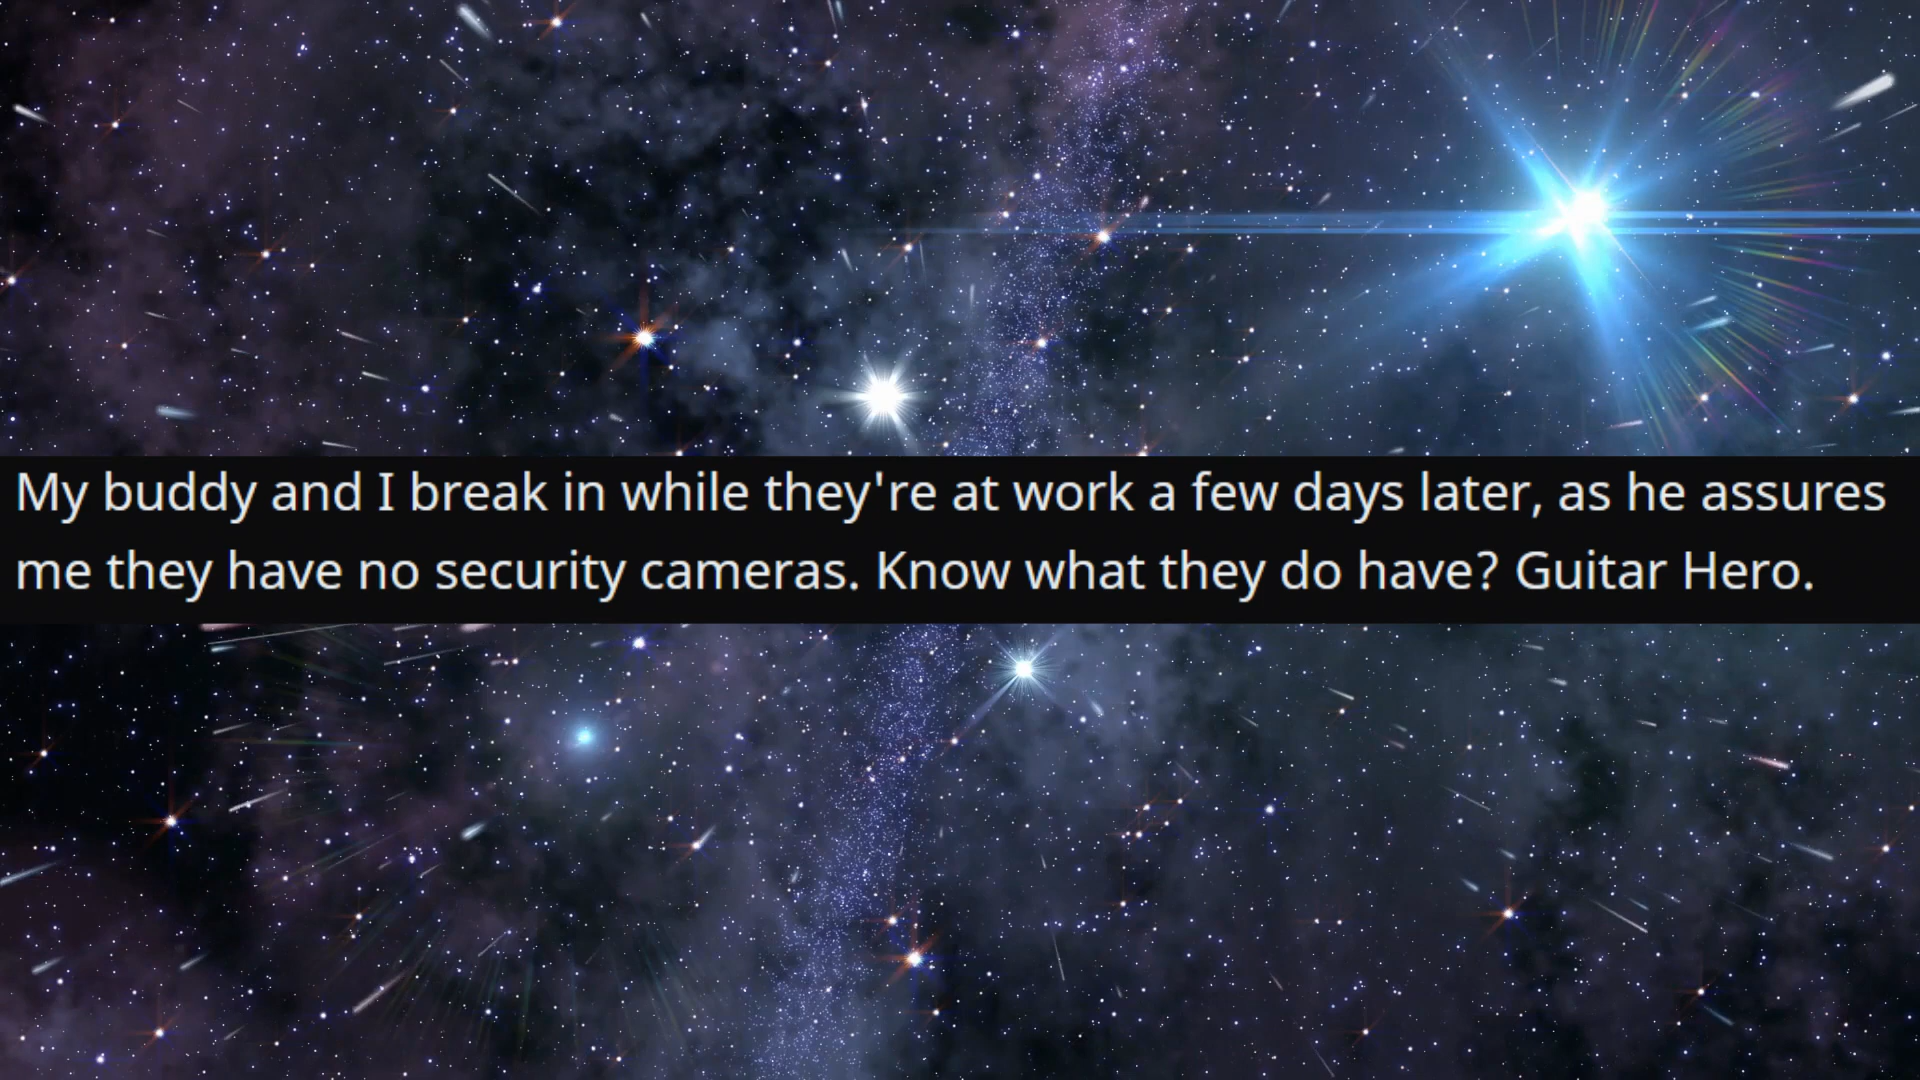 My buddy and I break in while they're at work a few days later, as he assures
me they have no security cameras. Know what they do have? Guitar Hero.